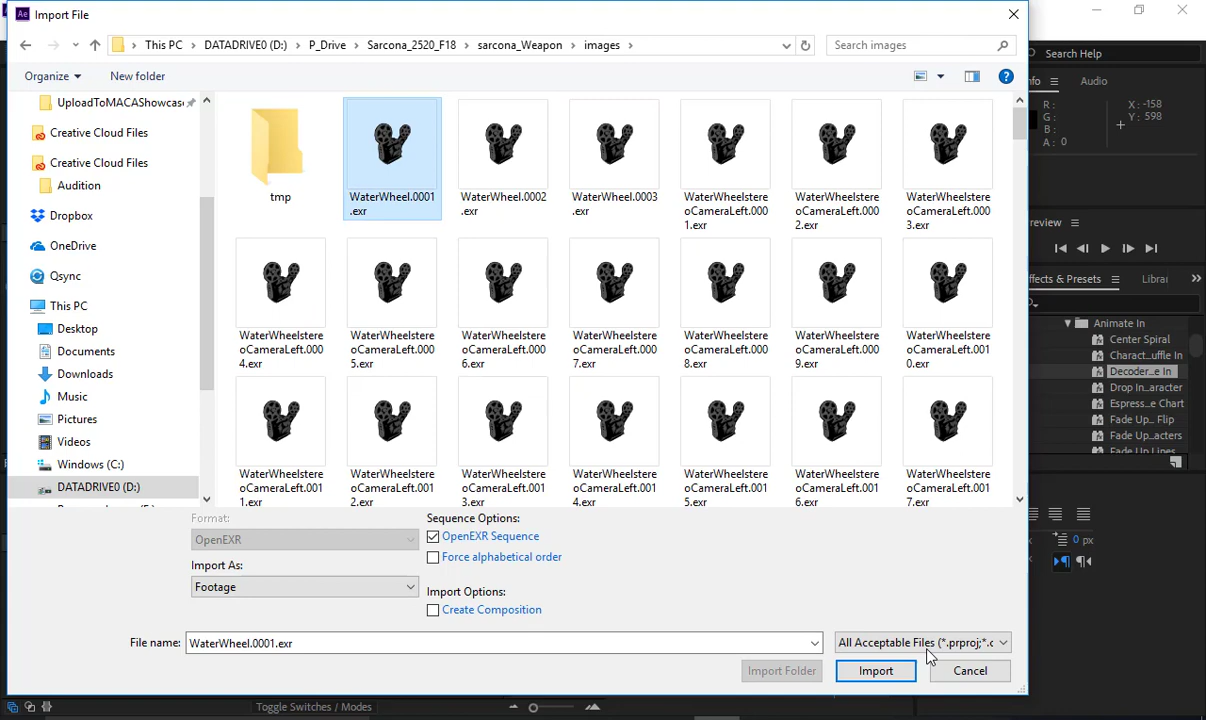 Import File
This PC
DATADRIVE0 (D:)
P_Drive
Sarcona_2520_F18
sarcona_Weapon
images
Search images
Search Help
Organize
New folder
Audio
R :
G :
B :
A : 0
X : -158
Y : 598
UploadToMACAShowcase
Creative Cloud Files
Creative Cloud Files
Audition
Dropbox
OneDrive
Qsync
This PC
Desktop
Documents
Downloads
Music
Pictures
Videos
Windows (C:)
DATADRIVE0 (D:)
tmp
WaterWheel.0001
.exr
WaterWheel.0002
.exr
WaterWheel.0003
.exr
WaterWheelstere
oCameraLeft.000
1.exr
WaterWheelstere
oCameraLeft.000
2.exr
WaterWheelstere
oCameraLeft.000
3.exr
WaterWheelstere
oCameraLeft.000
4.exr
WaterWheelstere
oCameraLeft.000
5.exr
WaterWheelstere
oCameraLeft.000
6.exr
WaterWheelstere
oCameraLeft.000
7.exr
WaterWheelstere
oCameraLeft.000
8.exr
WaterWheelstere
oCameraLeft.000
9.exr
WaterWheelstere
oCameraLeft.001
0.exr
WaterWheelstere
oCameraLeft.001
1.exr
WaterWheelstere
oCameraLeft.001
2.exr
WaterWheelstere
oCameraLeft.001
3.exr
WaterWheelstere
oCameraLeft.001
4.exr
WaterWheelstere
oCameraLeft.001
5.exr
WaterWheelstere
oCameraLeft.001
6.exr
WaterWheelstere
oCameraLeft.001
7.exr
review
ffects & Presets
Librai
Animate In
Center Spiral
Charact...uffle In
Decoder...e In
Drop In...aracter
Espress...e Chart
Fade Up... Flip
Fade Up...acters
Fade Up Lines
0 px
Format:
OpenEXR
Import As:
Footage
Sequence Options:
OpenEXR Sequence
Force alphabetical order
Import Options:
Create Composition
File name:
WaterWheel.0001.exr
All Acceptable Files (*.prproj;*.c
Import Folder
Import
Cancel
Toggle Switches / Modes